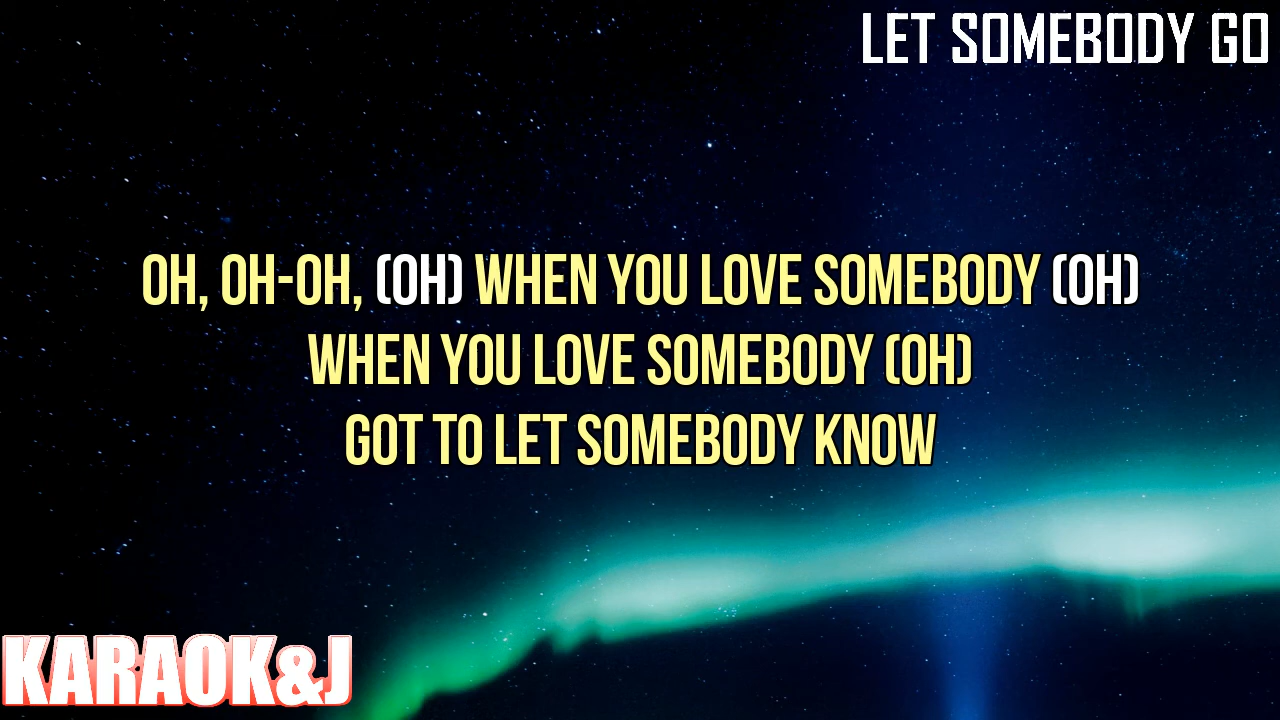 LET SOMEBODY GO
OH, OH-OH, (OH) WHEN YOU LOVE SOMEBODY (OH)
WHEN YOU LOVE SOMEBODY (OH)
GOT TO LET SOMEBODY KNOW
KARAOK&J